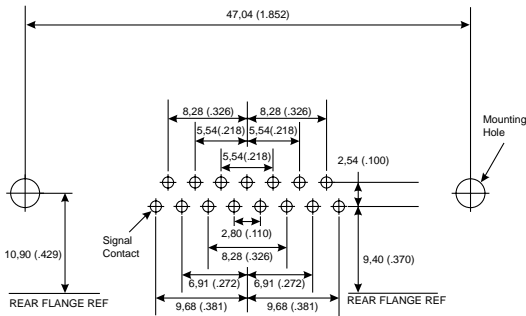 47,04 (1.852)
8,28 (.326) 8,28 (.326)
Mounting
Hole
5,54(.218) 5,54(.218)
5,54(.218)
2,54 (.100)
Signal
Contact
2,80 (.110)
10,90 (.429)
8,28 (.326)
9,40 (.370)
6,91 (.272) 6,91 (.272)
REAR FLANGE REF REAR FLANGE REF
9,68 (.381) 9,68 (.381)